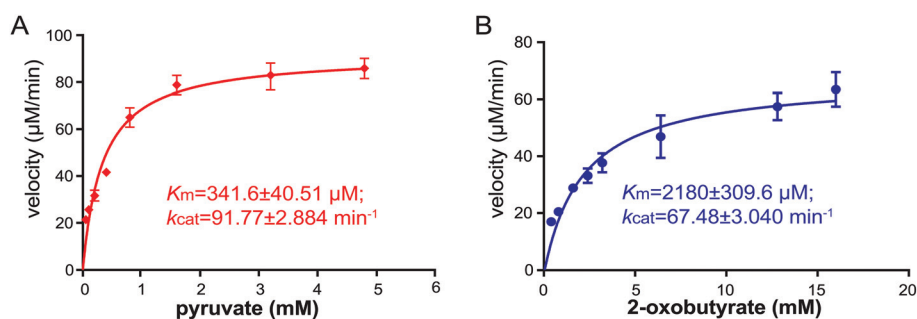 A
velocity (μM/min)
100
80
60
40
20
0
Km=341.6±40.51 μM;
kcat=91.77±2.884 min-1
0
1
2
3
4
5
6
pyruvate (mM)
B
velocity (μM/min)
80
60
40
20
0
Km=2180±309.6 μM;
kcat=67.48±3.040 min-1
0
5
10
15
20
2-oxobutyrate (mM)